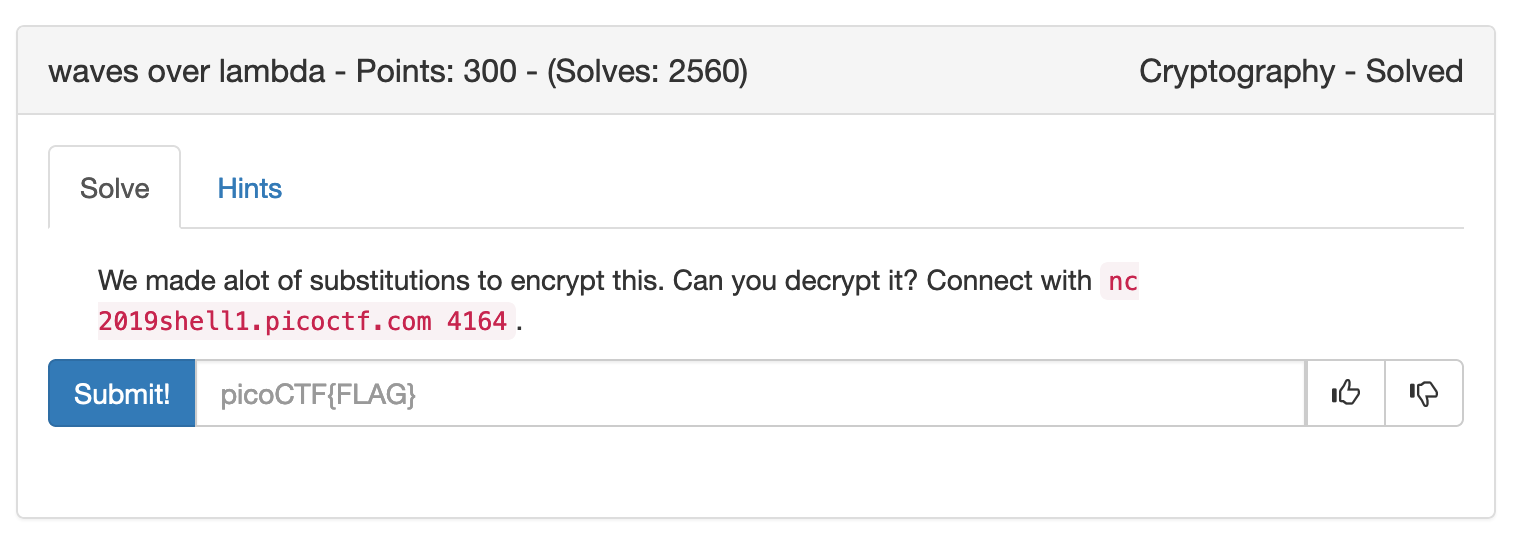 waves over lambda - Points: 300 - (Solves: 2560)
Cryptography - Solved
Solve
Hints
We made alot of substitutions to encrypt this. Can you decrypt it? Connect with nc
2019shell1.picoctf.com 4164.
Submit!
picoCTF{FLAG}